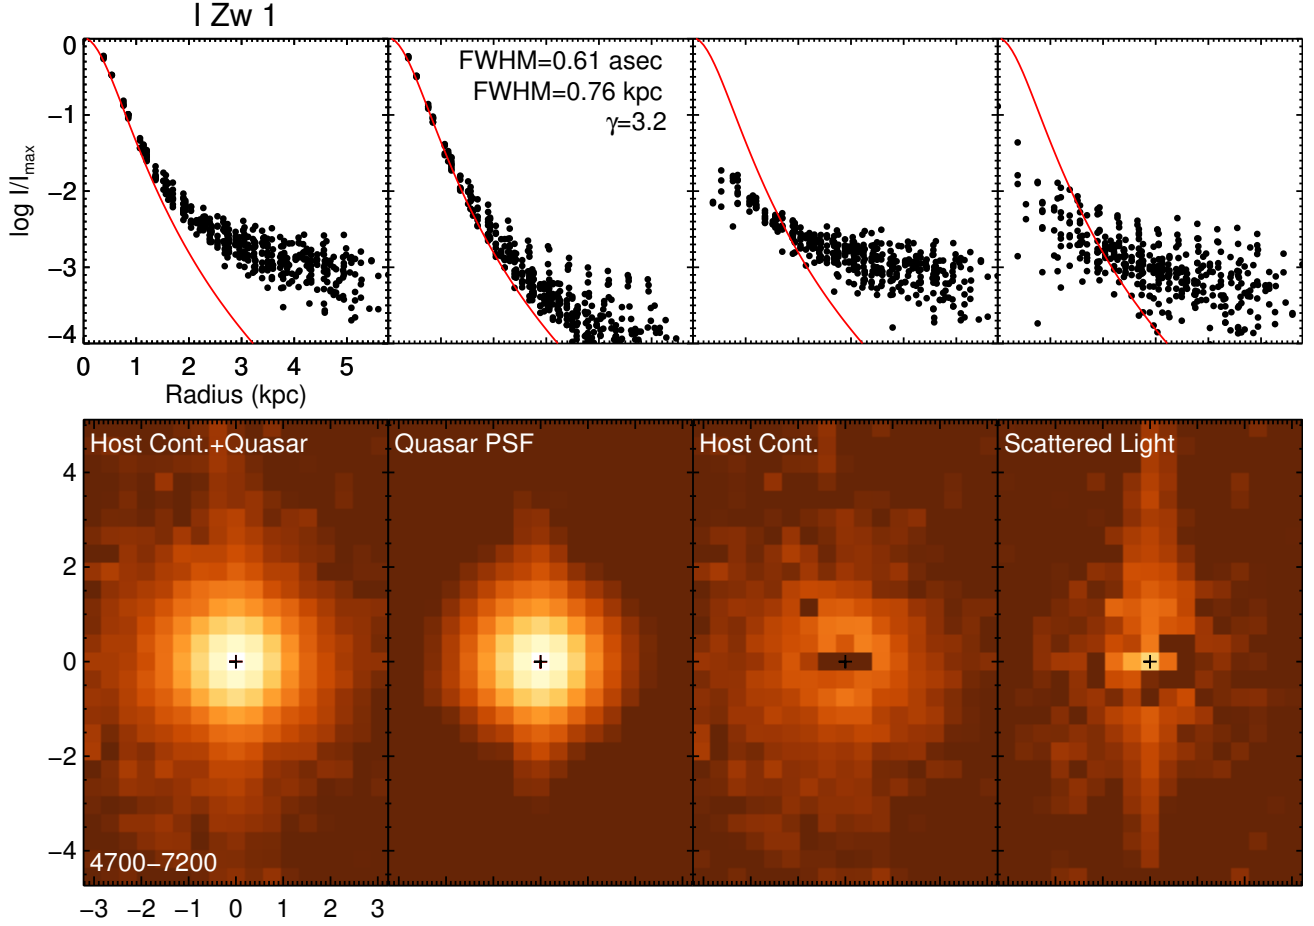 I Zw 1
FWHM=0.61 asec
FWHM=0.76 kpc
γ=3.2
log I/Imax
0
−1
−2
−3
−4
0 1 2 3 4 5
Radius (kpc)
Host Cont.+Quasar
Quasar PSF
Host Cont.
Scattered Light
4
2
0
−2
−4
4700−7200
−3 −2 −1 0 1 2 3